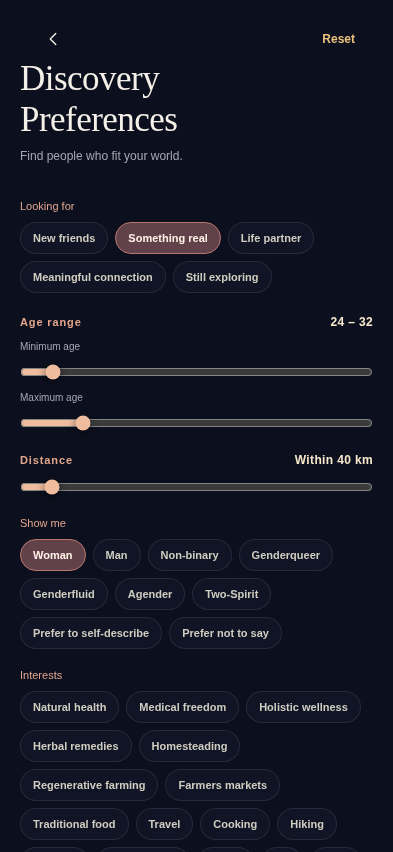 Reset
Discovery
Preferences
Find people who fit your world.
Looking for
New friends Something real Life partner
Meaningful connection Still exploring
Age range 24 – 32
Minimum age
Maximum age
Distance Within 40 km
Show me
Woman Man Non-binary Genderqueer
Genderfluid Agender Two-Spirit
Prefer to self-describe Prefer not to say
Interests
Natural health Medical freedom Holistic wellness
Herbal remedies Homesteading
Regenerative farming Farmers markets
Traditional food Travel Cooking Hiking